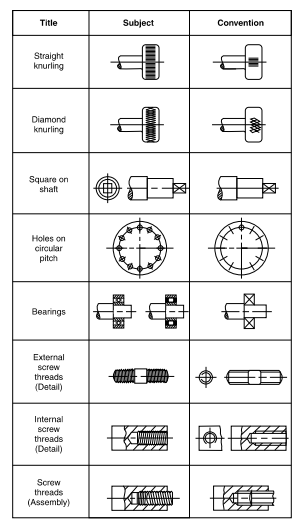 Title Subject Convention
Straight
knurling
Diamond
knurling
Square on
shaft
Holes on
circular
pitch
Bearings
External
screw
threads
(Detail)
Internal
screw
threads
(Detail)
Screw
threads
(Assembly)